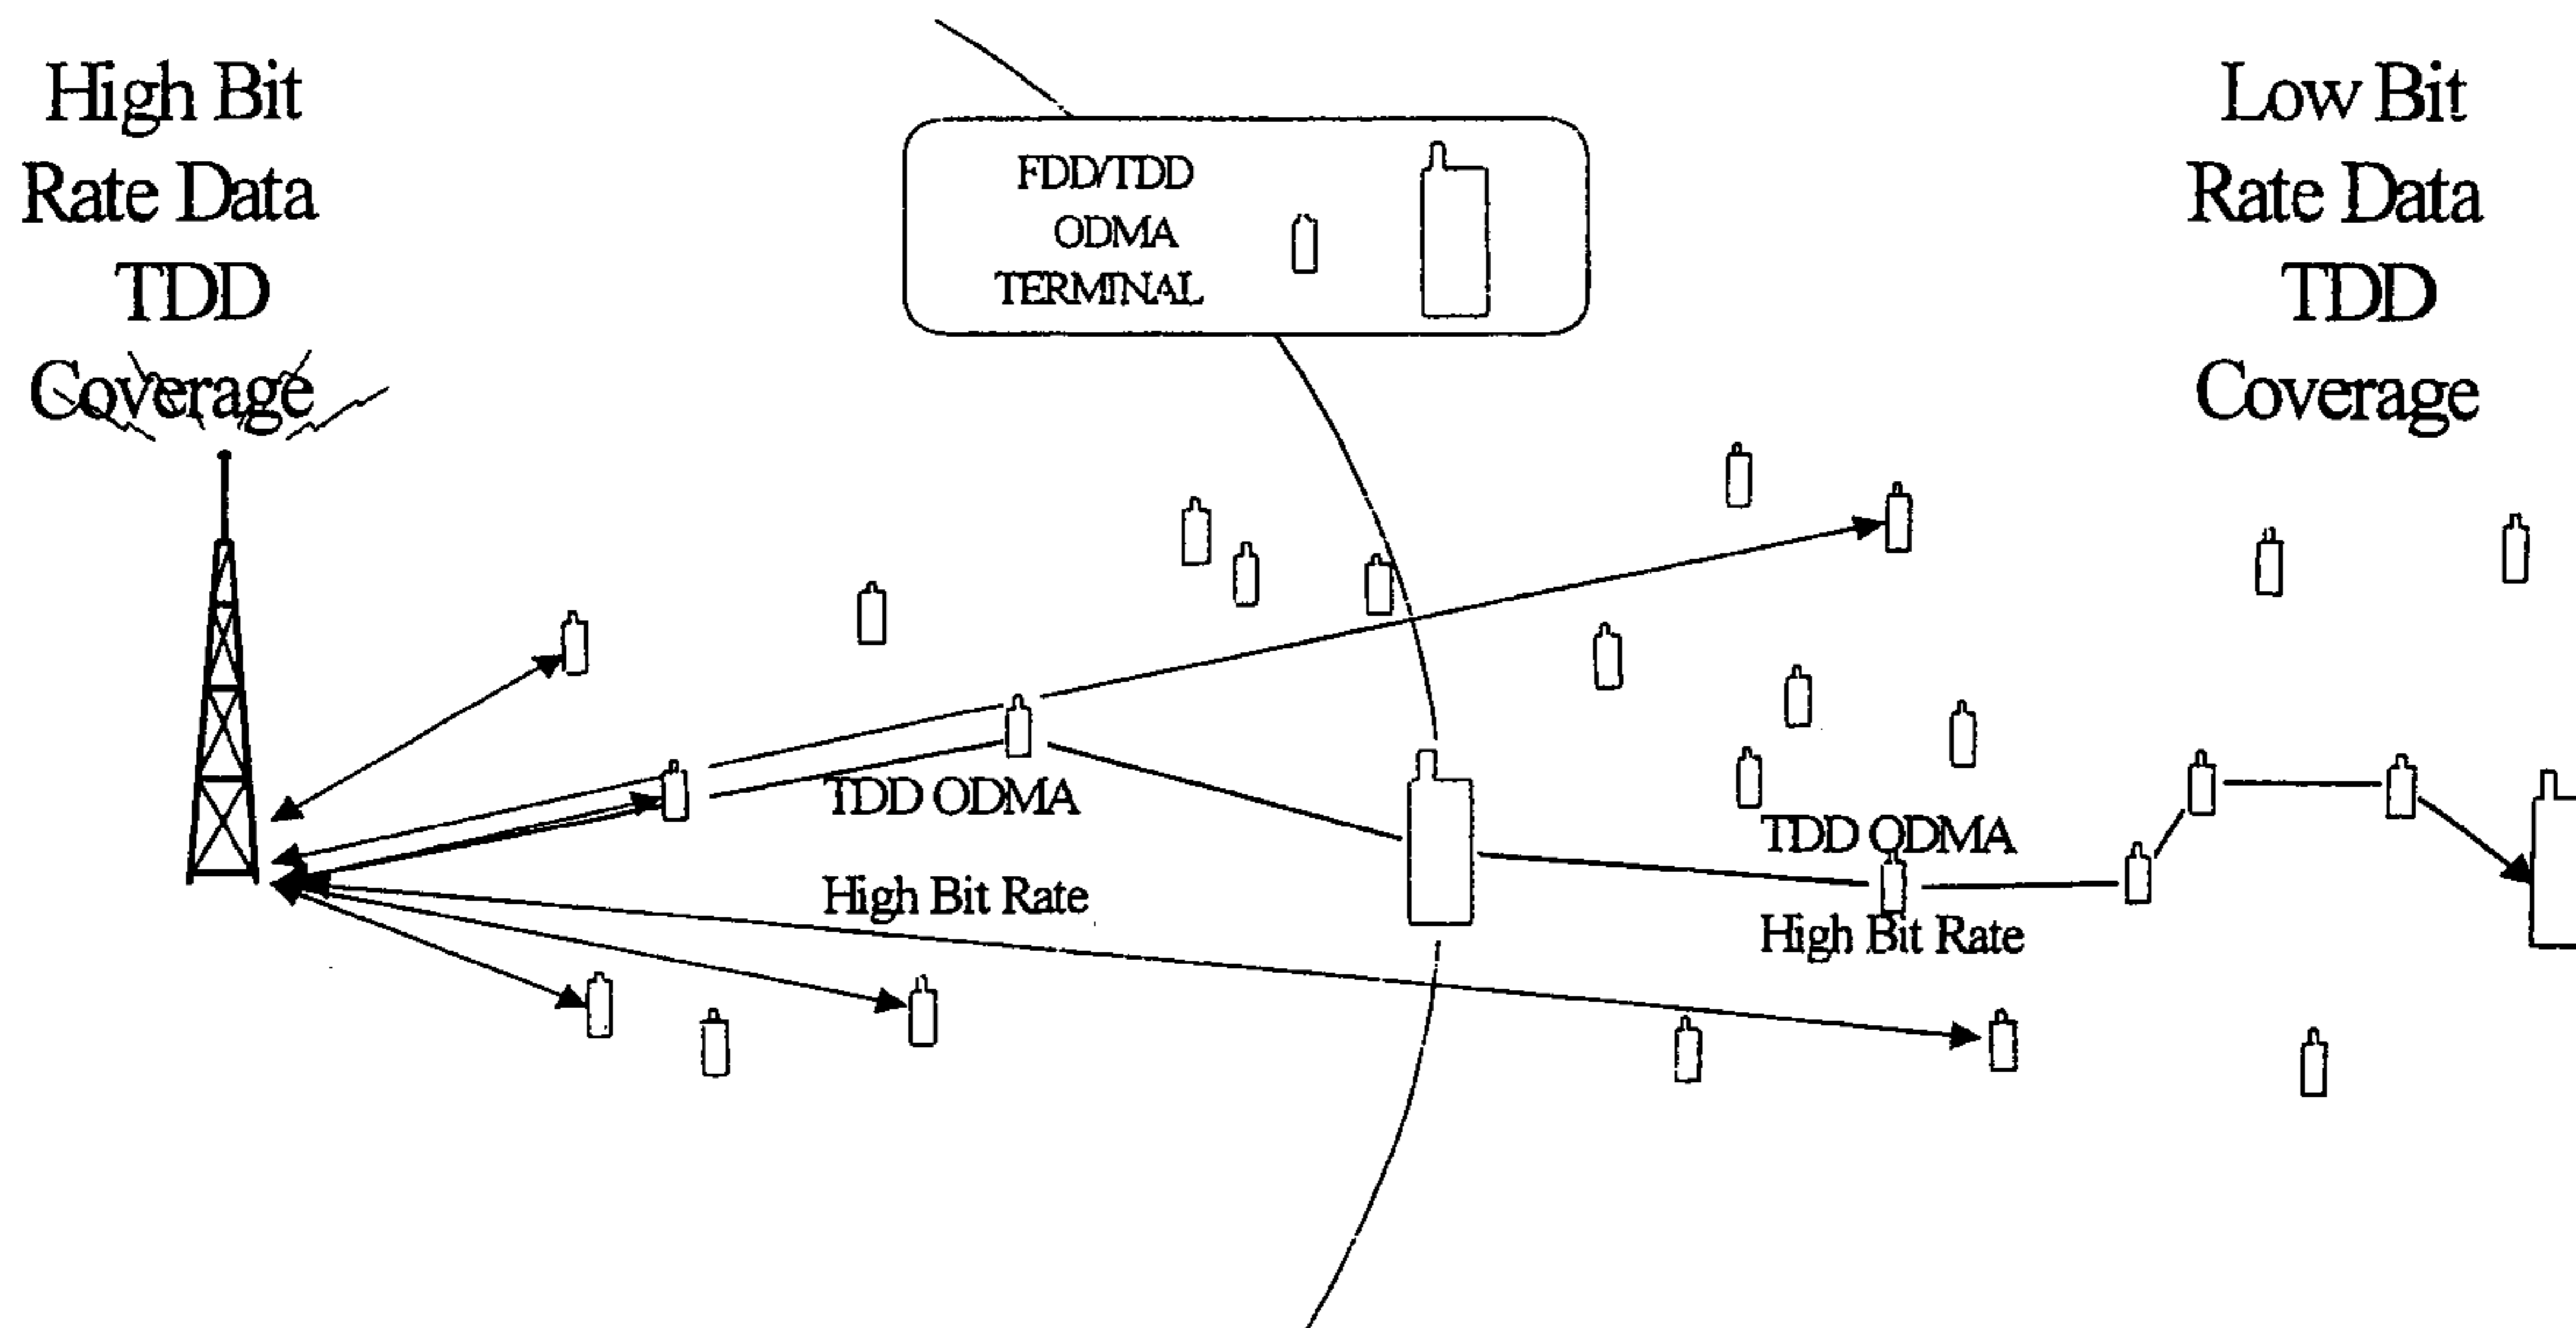 High Bit
Rate Data
TDD
Coverage
FDD/TDD
ODMA
TERMINAL
Low Bit
Rate Data
TDD
Coverage
TDD ODMA
High Bit Rate
TDD ODMA
High Bit Rate